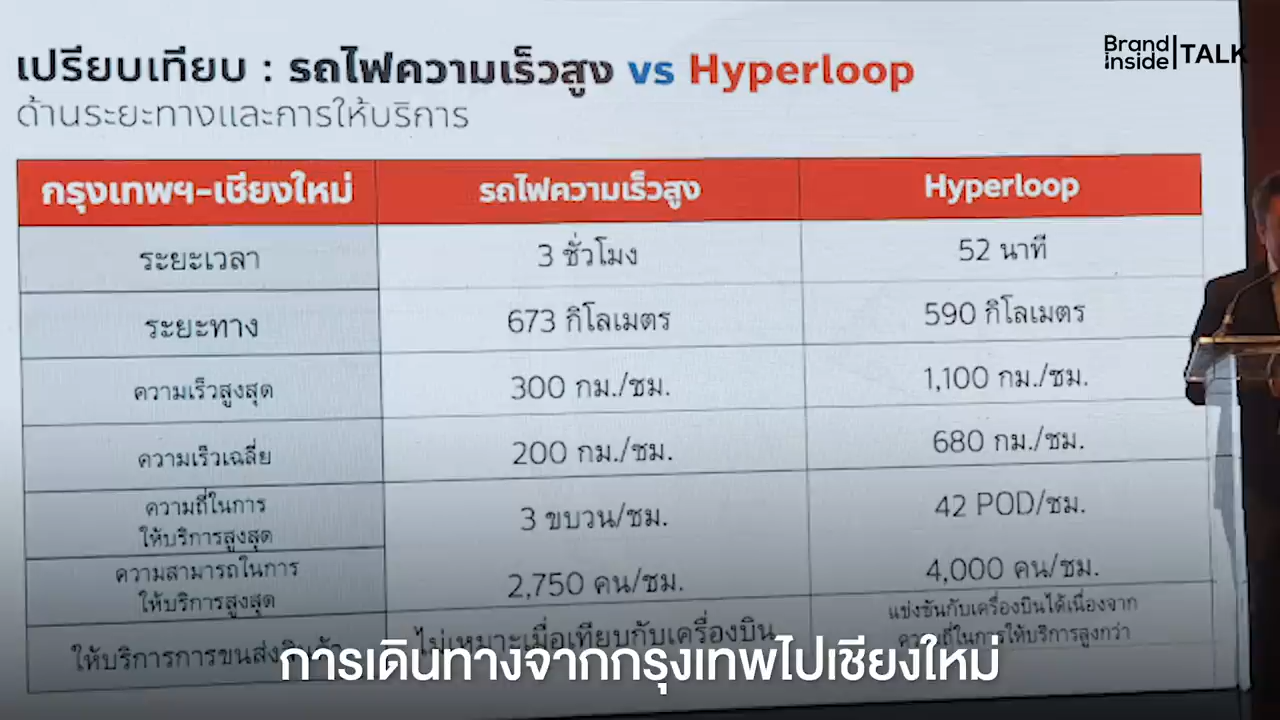 Brand inside TALK
เปรียบเทียบ : รถไฟความเร็วสูง vs Hyperloop
ด้านระยะทางและการให้บริการ
กรุงเทพฯ-เชียงใหม่ รถไฟความเร็วสูง Hyperloop
ระยะเวลา 3 ชั่วโมง 52 นาที
ระยะทาง 673 กิโลเมตร 590 กิโลเมตร
ความเร็วสูงสุด 300 กม./ชม. 1,100 กม./ชม.
ความเร็วเฉลี่ย 200 กม./ชม. 680 กม./ชม.
ความถี่ในการ
ให้บริการสูงสุด 3 ขบวน/ชม. 42 POD/ชม.
ความสามารถในการ
ให้บริการสูงสุด 2,750 คน/ชม. 4,000 คน/ชม.
ให้บริการการขนส่ง ไม่เหมาะเมื่อเทียบกับเครื่องบิน แข่งขันกับเครื่องบินได้เนื่องจาก
ความถี่ในการให้บริการสูงกว่า
การเดินทางจากกรุงเทพไปเชียงใหม่